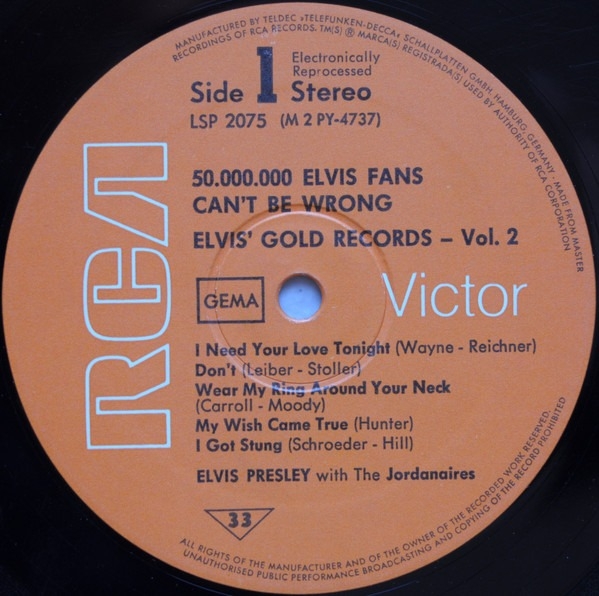 MANUFACTURED BY TELDEC »TELEFUNKEN-DECCA« SCHALLPLATTEN GMBH, HAMBURG, GERMANY · MADE FROM MASTER
RECORDINGS OF RCA RECORDS. TM(S) ® MARCA(S) REGISTRADA(S) USED BY AUTHORITY OF RCA CORPORATION
Side 1 Electronically
Reprocessed
Stereo
LSP 2075 (M 2 PY-4737)
RCA
50.000.000 ELVIS FANS
CAN'T BE WRONG
ELVIS' GOLD RECORDS – Vol. 2
GEMA
Victor
I Need Your Love Tonight (Wayne - Reichner)
Don't (Leiber - Stoller)
Wear My Ring Around Your Neck
(Carroll - Moody)
My Wish Came True (Hunter)
I Got Stung (Schroeder - Hill)
ELVIS PRESLEY with The Jordanaires
33
ALL RIGHTS OF THE MANUFACTURER AND OF THE OWNER OF THE RECORDED WORK RESERVED.
UNAUTHORISED PUBLIC PERFORMANCE BROADCASTING AND COPYING OF THE RECORD PROHIBITED